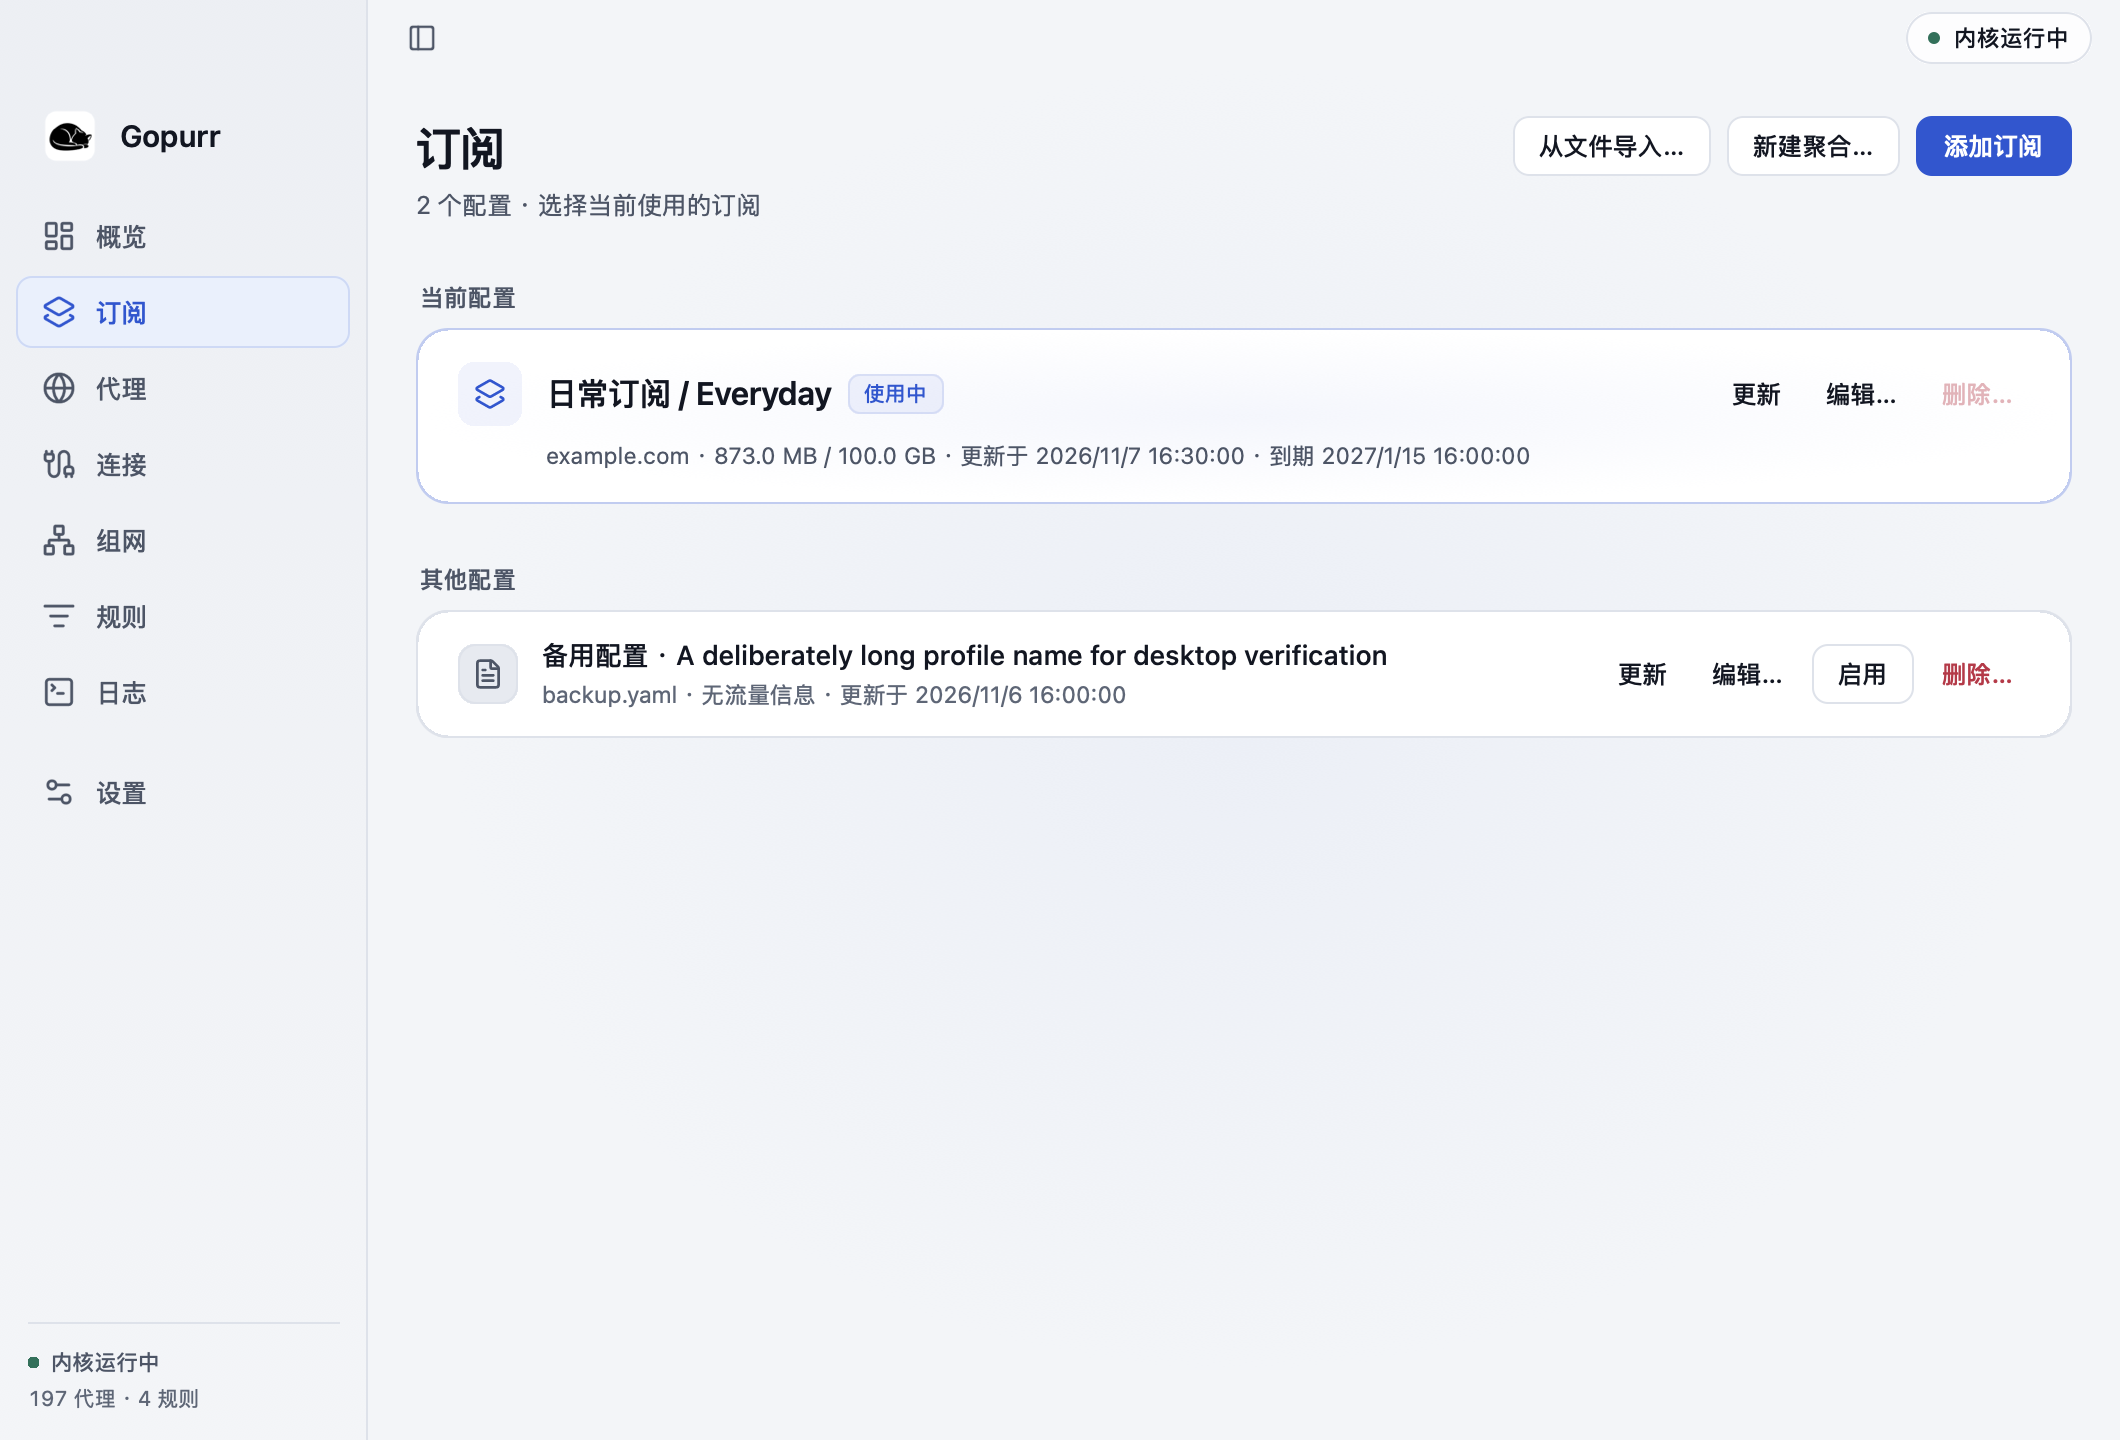 内核运行中
Gopurr
概览
订阅
代理
连接
组网
规则
日志
设置
内核运行中
197 代理 · 4 规则
订阅
2 个配置 · 选择当前使用的订阅
从文件导入...
新建聚合...
添加订阅
当前配置
日常订阅 / Everyday 使用中
更新 编辑... 删除...
example.com · 873.0 MB / 100.0 GB · 更新于 2026/11/7 16:30:00 · 到期 2027/1/15 16:00:00
其他配置
备用配置 · A deliberately long profile name for desktop verification
backup.yaml · 无流量信息 · 更新于 2026/11/6 16:00:00
更新 编辑... 启用 删除...